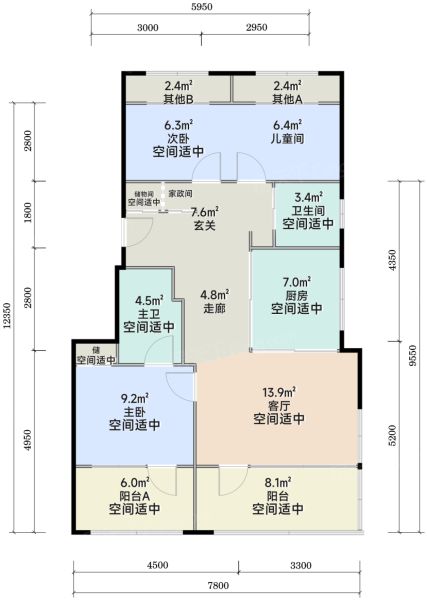 5950
3000
2950
2.4m²
其他B
2.4m²
其他A
6.3m²
次卧
空间适中
6.4m²
儿童间
2800
1800
2800
4950
12350
储物间
空间适中
家政间
7.6m²
玄关
3.4m²
卫生间
空间适中
4.5m²
主卫
空间适中
4.8m²
走廊
7.0m²
厨房
空间适中
储
空间适中
9.2m²
主卧
空间适中
13.9m²
客厅
空间适中
6.0m²
阳台A
空间适中
8.1m²
阳台
空间适中
4350
5200
9550
4500
3300
7800